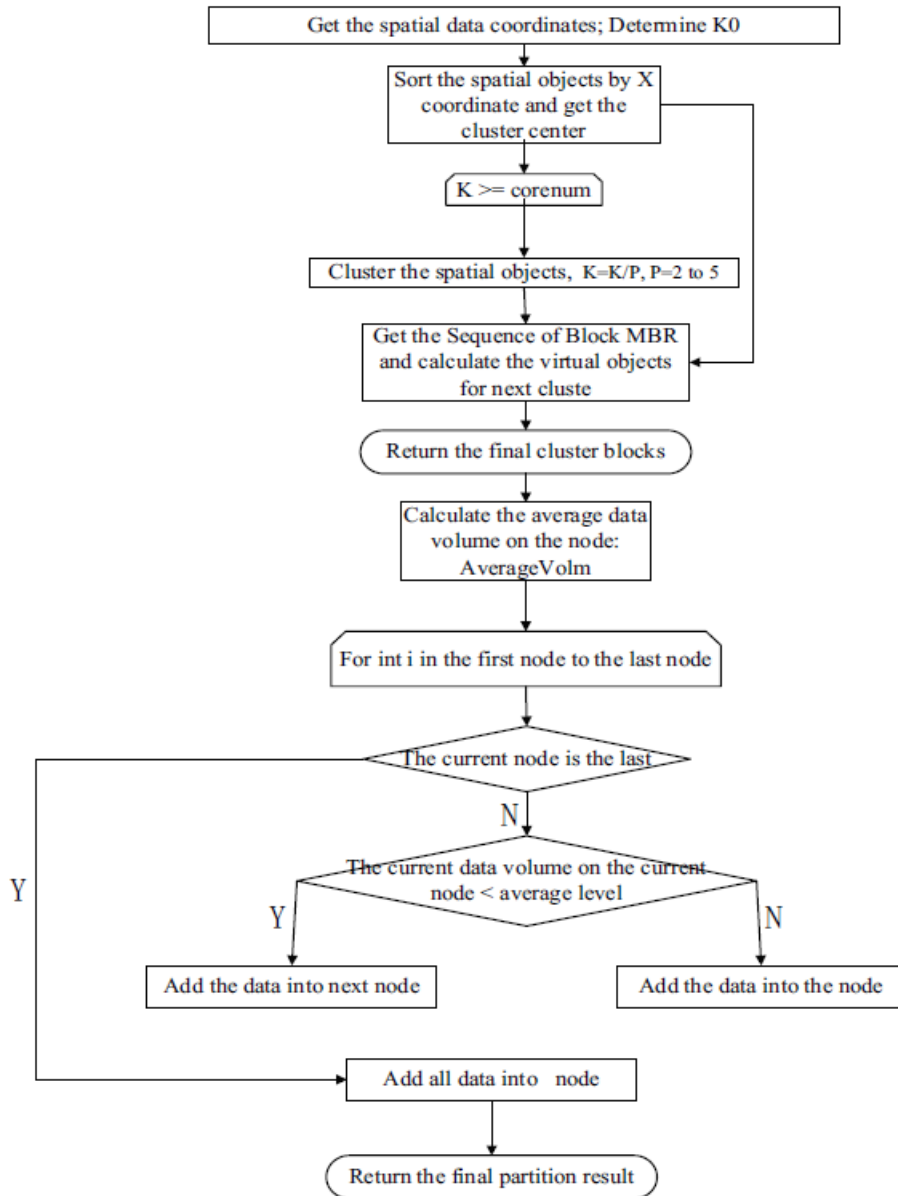 Get the spatial data coordinates; Determine K0
Sort the spatial objects by X
coordinate and get the
cluster center
K >= corenum
Cluster the spatial objects, K=K/P, P=2 to 5
Get the Sequence of Block MBR
and calculate the virtual objects
for next cluste
Return the final cluster blocks
Calculate the average data
volume on the node:
AverageVolm
For int i in the first node to the last node
The current node is the last
N
The current data volume on the current
node < average level
Y
Y
N
Add the data into next node
Add the data into the node
Add all data into node
Return the final partition result